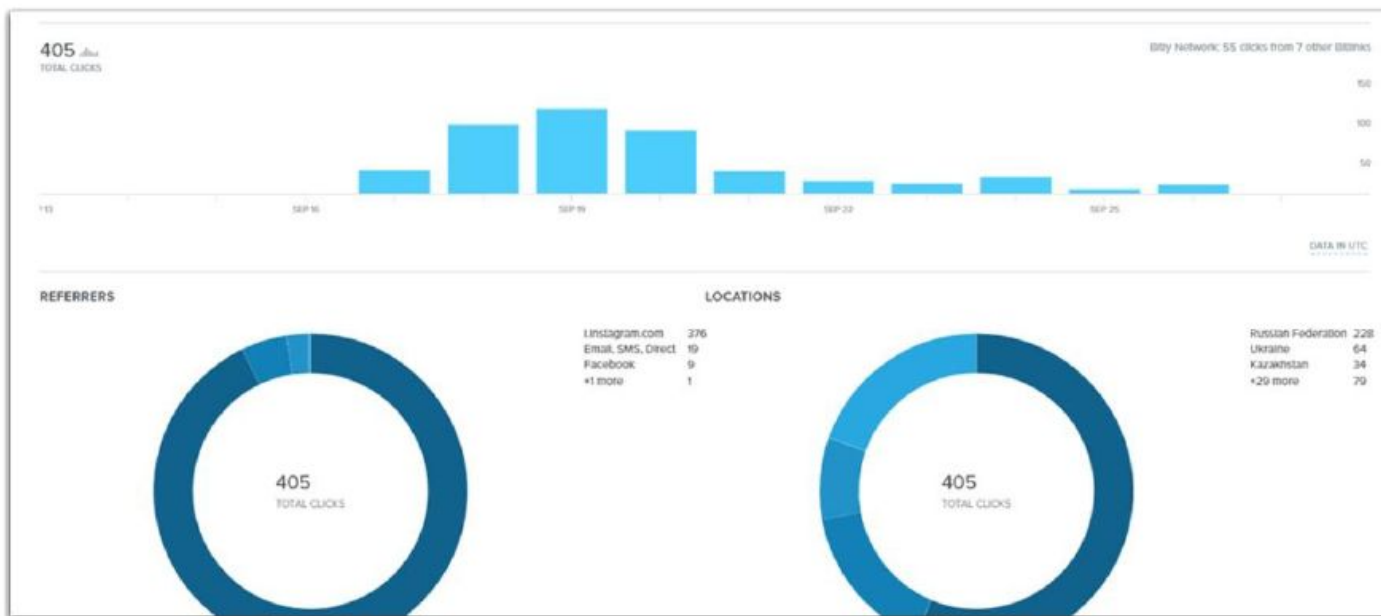 405
TOTAL CLICKS
Bitly Network: 55 clicks from 7 other Bitlinks
150
100
50
SEP 16
SEP 19
SEP 22
SEP 25
DATA IN UTC
REFERRERS
l.instagram.com 376
Email, SMS, Direct 19
Facebook 9
+1 more 1
405
TOTAL CLICKS
LOCATIONS
Russian Federation 228
Ukraine 64
Kazakhstan 34
+29 more 79
405
TOTAL CLICKS